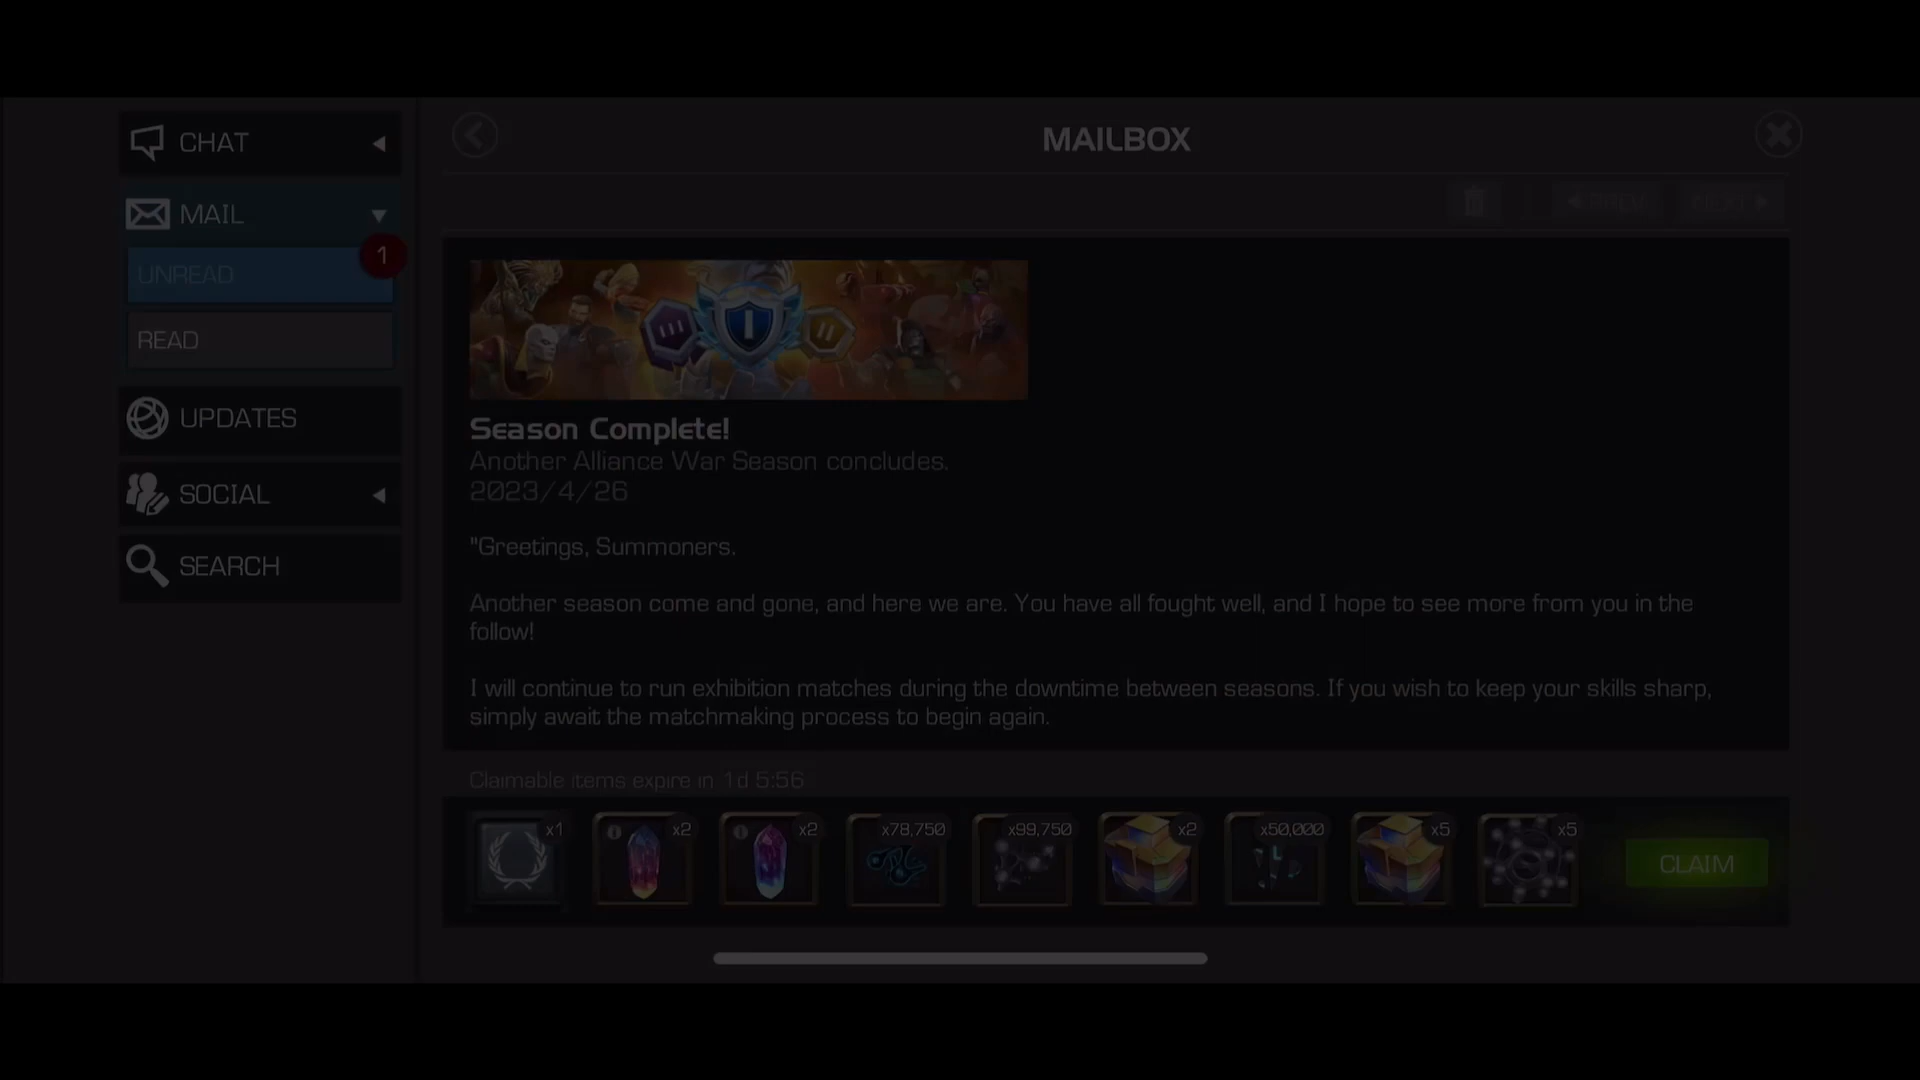 CHAT
MAILBOX
MAIL
PREV
NEXT
1
UNREAD
READ
UPDATES
SOCIAL
SEARCH
III
I
II
Season Complete!
Another Alliance War Season concludes.
2023/4/26
"Greetings, Summoners.
Another season come and gone, and here we are. You have all fought well, and I hope to see more from you in the
follow!
I will continue to run exhibition matches during the downtime between seasons. If you wish to keep your skills sharp,
simply await the matchmaking process to begin again.
Claimable items expire in 1d 5:56
x1
x2
x2
x78,750
x99,750
x2
x50,000
x5
x5
CLAIM